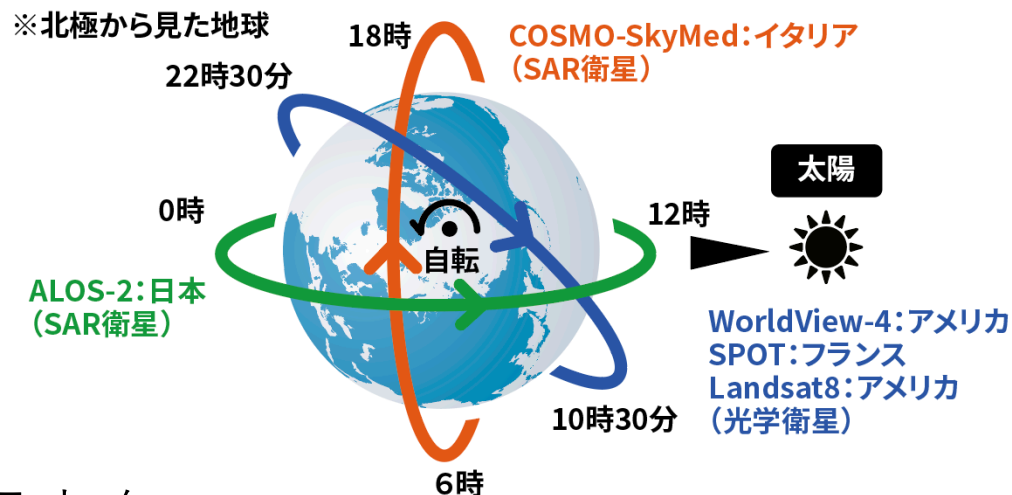 ※北極から見た地球
18時
COSMO-SkyMed：イタリア
（SAR衛星）
22時30分
太陽
0時
12時
自転
ALOS-2：日本
（SAR衛星）
WorldView-4：アメリカ
SPOT：フランス
Landsat8：アメリカ
（光学衛星）
10時30分
6時